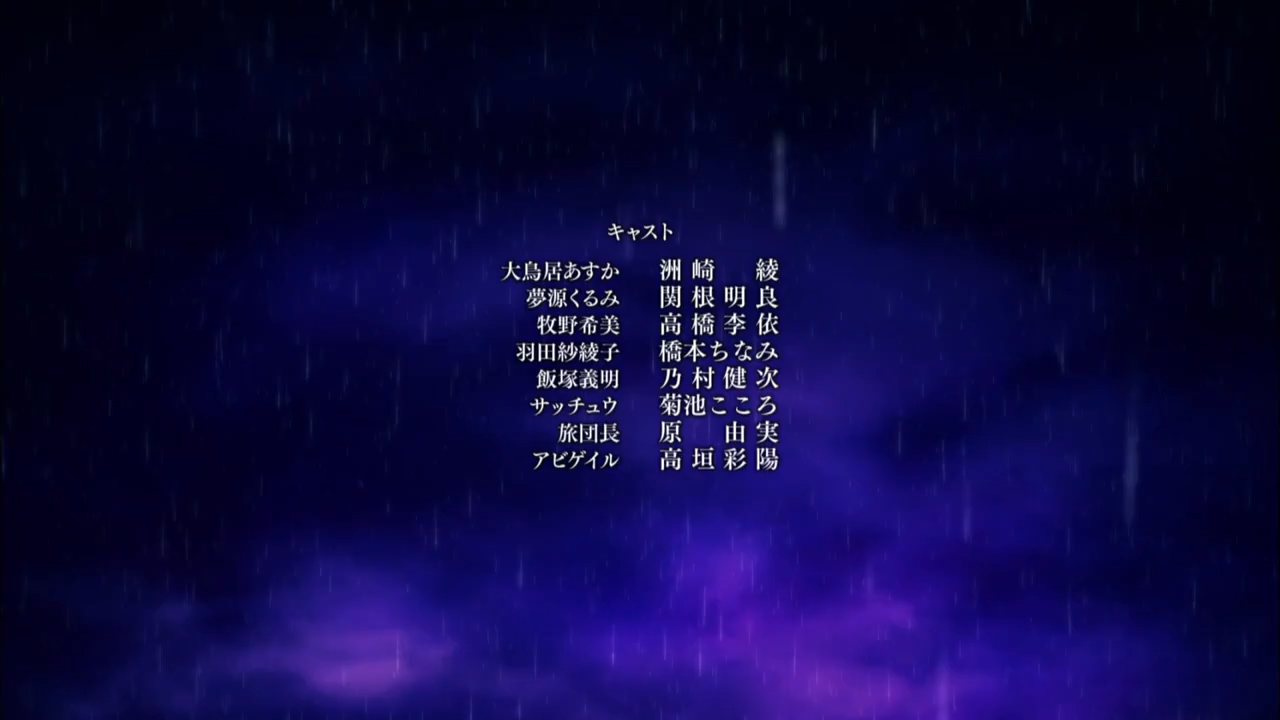 キャスト
大鳥居あすか 洲崎 綾
夢源くるみ 関根明良
牧野希美 高橋李依
羽田紗綾子 橋本ちなみ
飯塚義明 乃村健次
サッチュウ 菊池こころ
旅団長 原 由実
アビゲイル 高垣彩陽